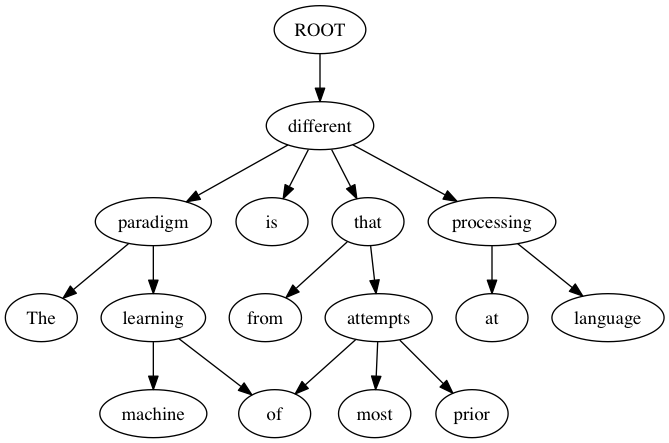 ROOT
different
paradigm is that processing
The learning from attempts at language
machine of most prior